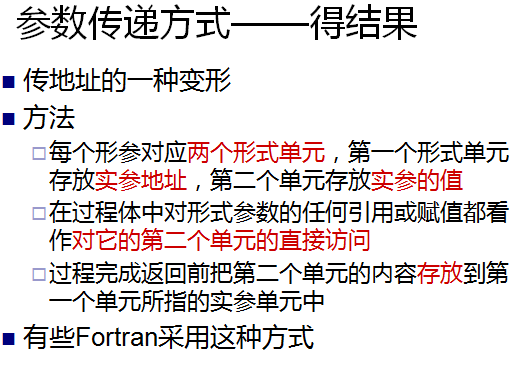 参数传递方式——得结果
传地址的一种变形
方法
每个形参对应两个形式单元，第一个形式单元
存放实参地址，第二个单元存放实参的值
在过程体中对形式参数的任何引用或赋值都看
作对它的第二个单元的直接访问
过程完成返回前把第二个单元的内容存放到第
一个单元所指的实参单元中
有些Fortran采用这种方式